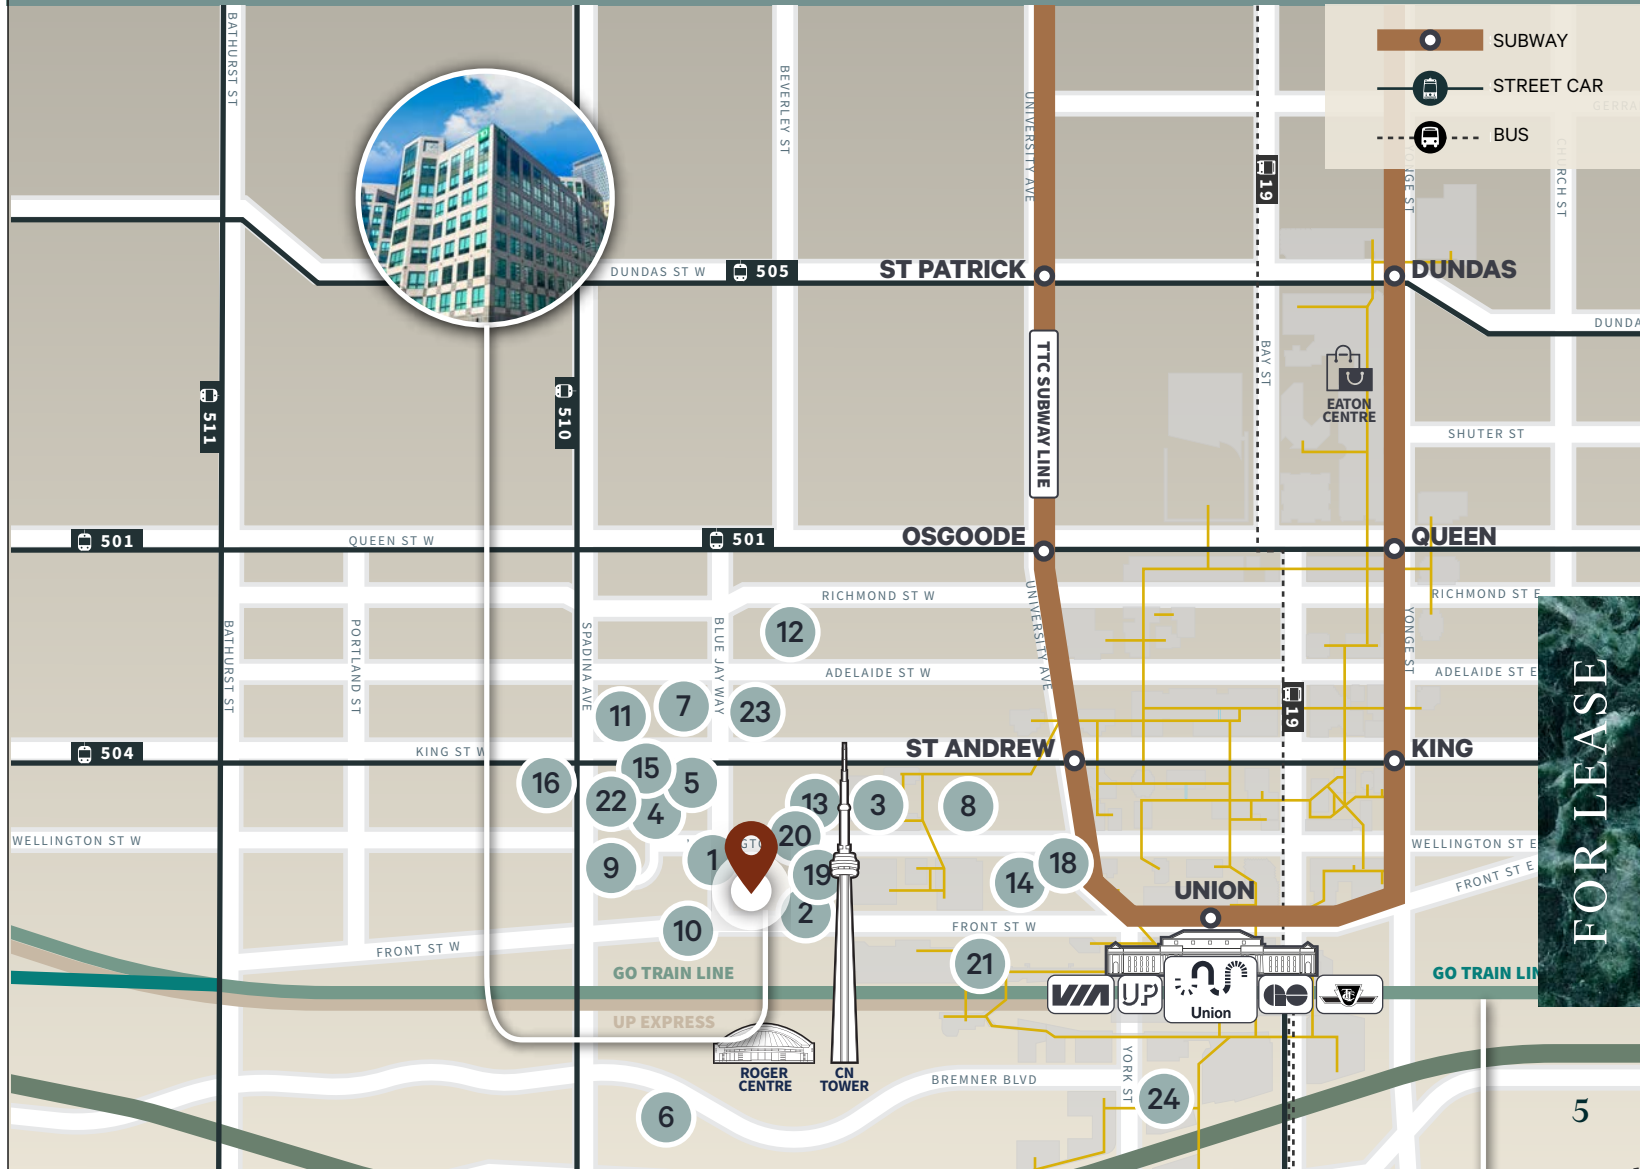 SUBWAY
STREET CAR
BUS
BATHURST ST
BEVERLEY ST
UNIVERSITY AVE
19
CHURCH ST
DUNDAS ST W
505
ST PATRICK
DUNDAS
TTC SUBWAY LINE
BAY ST
EATON
CENTRE
511
510
SHUTER ST
501
QUEEN ST W
501
OSGOODE
QUEEN
RICHMOND ST W
RICHMOND ST E
BATHURST ST
PORTLAND ST
SPADINA AVE
BLUE JAY WAY
12
UNIVERSITY AVE
YONGE ST
ADELAIDE ST W
ADELAIDE ST E
FOR LEASE
11
7
23
19
504
KING ST W
ST ANDREW
KING
16
15
5
22
4
13
3
8
WELLINGTON ST W
20
WELLINGTON ST E
9
1
19
14
18
FRONT ST E
UNION
2
10
FRONT ST W
FRONT ST W
21
GO TRAIN LINE
GO TRAIN LIN
VIA
UP
Union
GO
TTC
UP EXPRESS
ROGER
CENTRE
CN
TOWER
BREMNER BLVD
YORK ST
6
24
5